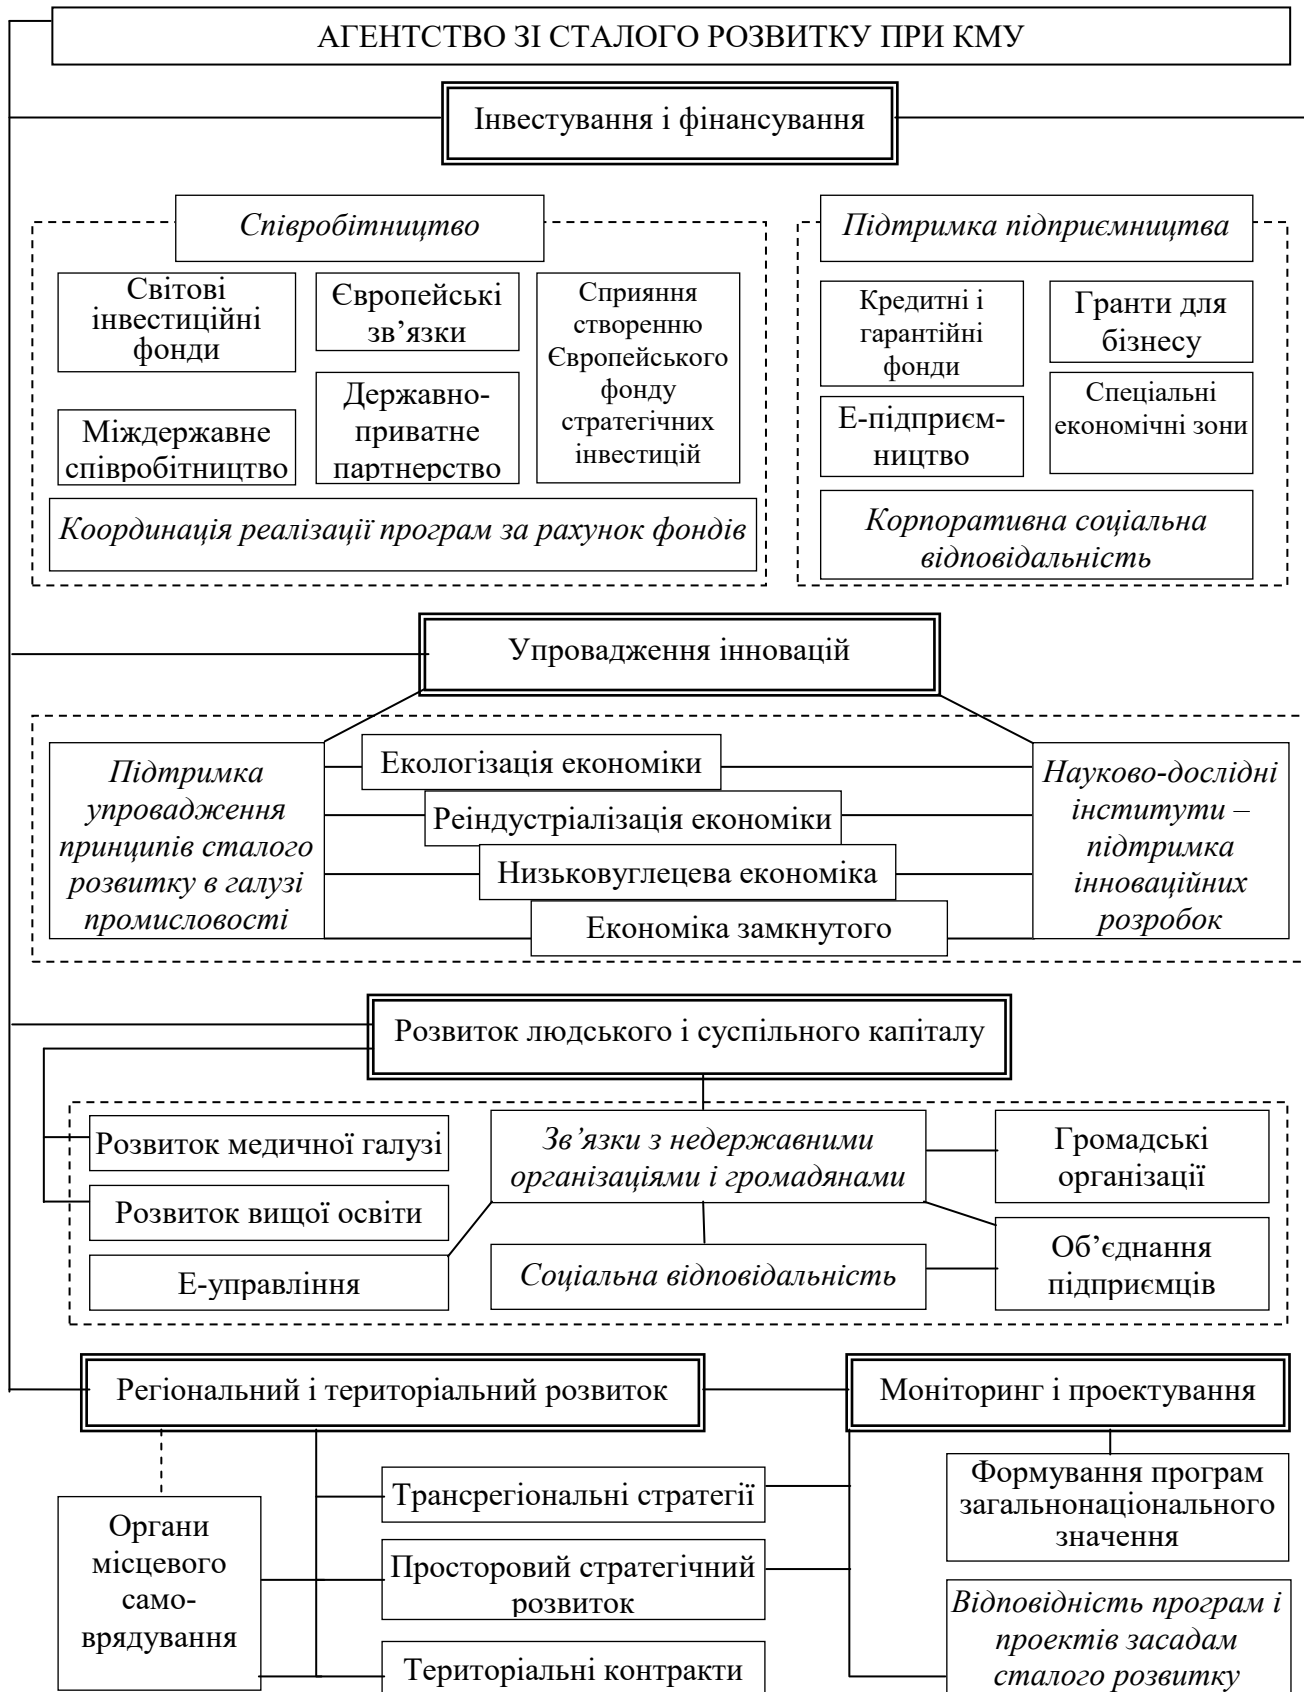 АГЕНТСТВО ЗІ СТАЛОГО РОЗВИТКУ ПРИ КМУ
Інвестування і фінансування
Співробітництво
Світові
інвестиційні
фонди
Європейські
зв’язки
Сприяння
створенню
Європейського
фонду
стратегічних
інвестицій
Міждержавне
співробітництво
Державно-
приватне
партнерство
Координація реалізації програм за рахунок фондів
Підтримка підприємництва
Кредитні і
гарантійні
фонди
Гранти для
бізнесу
Е-підприєм-
ництво
Спеціальні
економічні зони
Корпоративна соціальна
відповідальність
Упровадження інновацій
Підтримка
упровадження
принципів сталого
розвитку в галузі
промисловості
Екологізація економіки
Реіндустріалізація економіки
Низьковуглецева економіка
Економіка замкнутого
Науково-дослідні
інститути –
підтримка
інноваційних
розробок
Розвиток людського і суспільного капіталу
Розвиток медичної галузі
Розвиток вищої освіти
Е-управління
Зв’язки з недержавними
організаціями і громадянами
Соціальна відповідальність
Громадські
організації
Об’єднання
підприємців
Регіональний і територіальний розвиток
Моніторинг і проектування
Органи
місцевого
само-
врядування
Трансрегіональні стратегії
Просторовий стратегічний
розвиток
Територіальні контракти
Формування програм
загальнонаціонального
значення
Відповідність програм і
проектів засадам
сталого розвитку